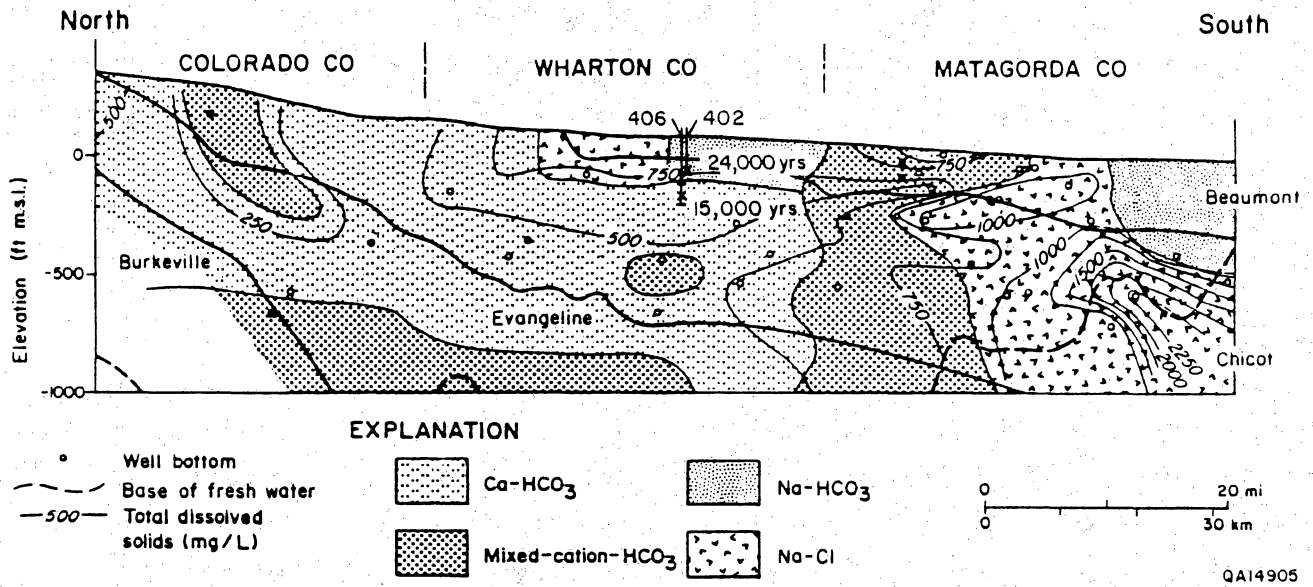 North
South
COLORADO CO
WHARTON CO
MATAGORDA CO
406
402
500
0
24,000 yrs
750
750
Beaumont
15,000 yrs
250
1000
500
1000
Burkeville
-500
1500
750
Evangeline
2250
Chicot
2000
-1000
Elevation (ft m.s.l.)
EXPLANATION
Well bottom
Base of fresh water
500 Total dissolved
solids (mg/L)
Ca-HCO₃
Mixed-cation-HCO₃
Na-HCO₃
Na-Cl
0 20 mi
0 30 km
QA14905